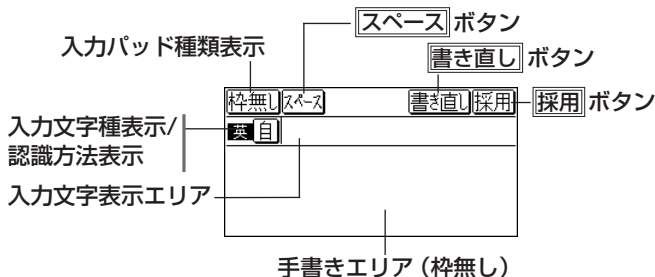 スペース ボタン
入力パッド種類表示
書き直し ボタン
枠無し スペース 書き直し 採用
採用 ボタン
入力文字種表示/
認識方法表示
英 自
入力文字表示エリア
手書きエリア（枠無し）